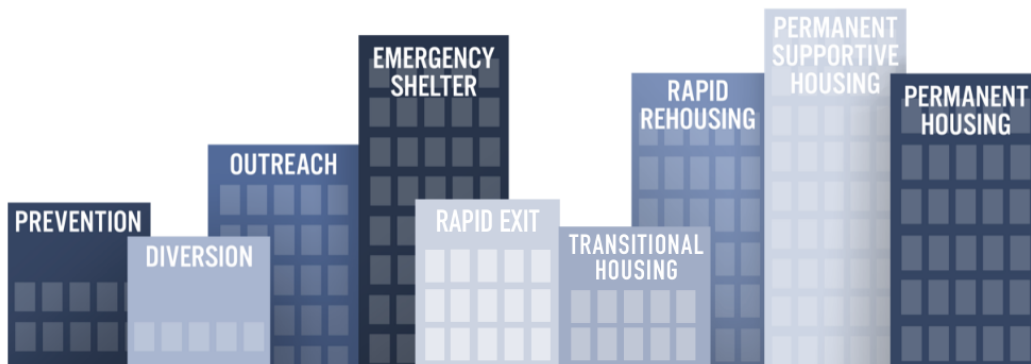 PREVENTION
DIVERSION
OUTREACH
EMERGENCY
SHELTER
RAPID EXIT
TRANSITIONAL
HOUSING
RAPID
REHOUSING
PERMANENT
SUPPORTIVE
HOUSING
PERMANENT
HOUSING